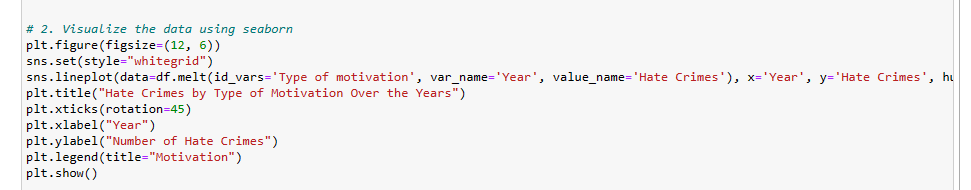 # 2. Visualize the data using seaborn
plt.figure(figsize=(12, 6))
sns.set(style="whitegrid")
sns.lineplot(data=df.melt(id_vars='Type of motivation', var_name='Year', value_name='Hate Crimes'), x='Year', y='Hate Crimes',
plt.title("Hate Crimes by Type of Motivation Over the Years")
plt.xticks(rotation=45)
plt.xlabel("Year")
plt.ylabel("Number of Hate Crimes")
plt.legend(title="Motivation")
plt.show()